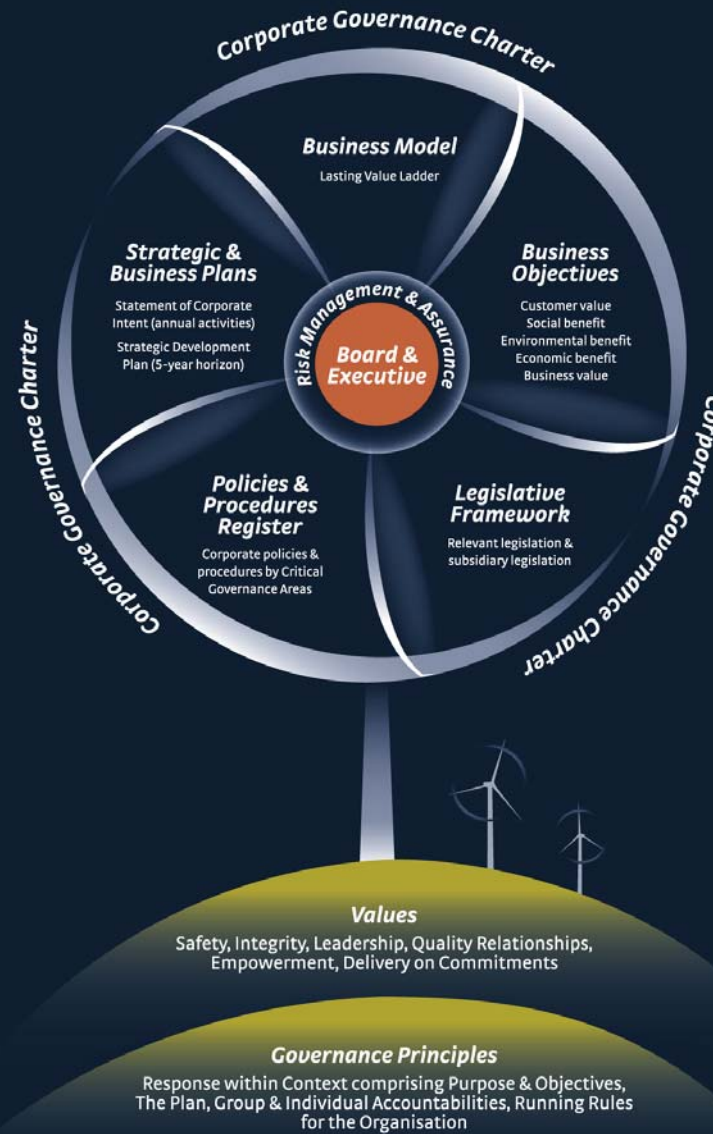 Corporate Governance Charter
Business Model
Lasting Value Ladder
Strategic &
Business Plans
Statement of Corporate
Intent (annual activities)
Strategic Development
Plan (5-year horizon)
Business
Objectives
Customer value
Social benefit
Environmental benefit
Economic benefit
Business value
Risk Management & Assurance
Board &
Executive
Corporate Governance Charter
Corporate Governance Charter
Policies &
Procedures
Register
Corporate policies &
procedures by Critical
Governance Areas
Legislative
Framework
Relevant legislation &
subsidiary legislation
Values
Safety, Integrity, Leadership, Quality Relationships,
Empowerment, Delivery on Commitments
Governance Principles
Response within Context comprising Purpose & Objectives,
The Plan, Group & Individual Accountabilities, Running Rules
for the Organisation